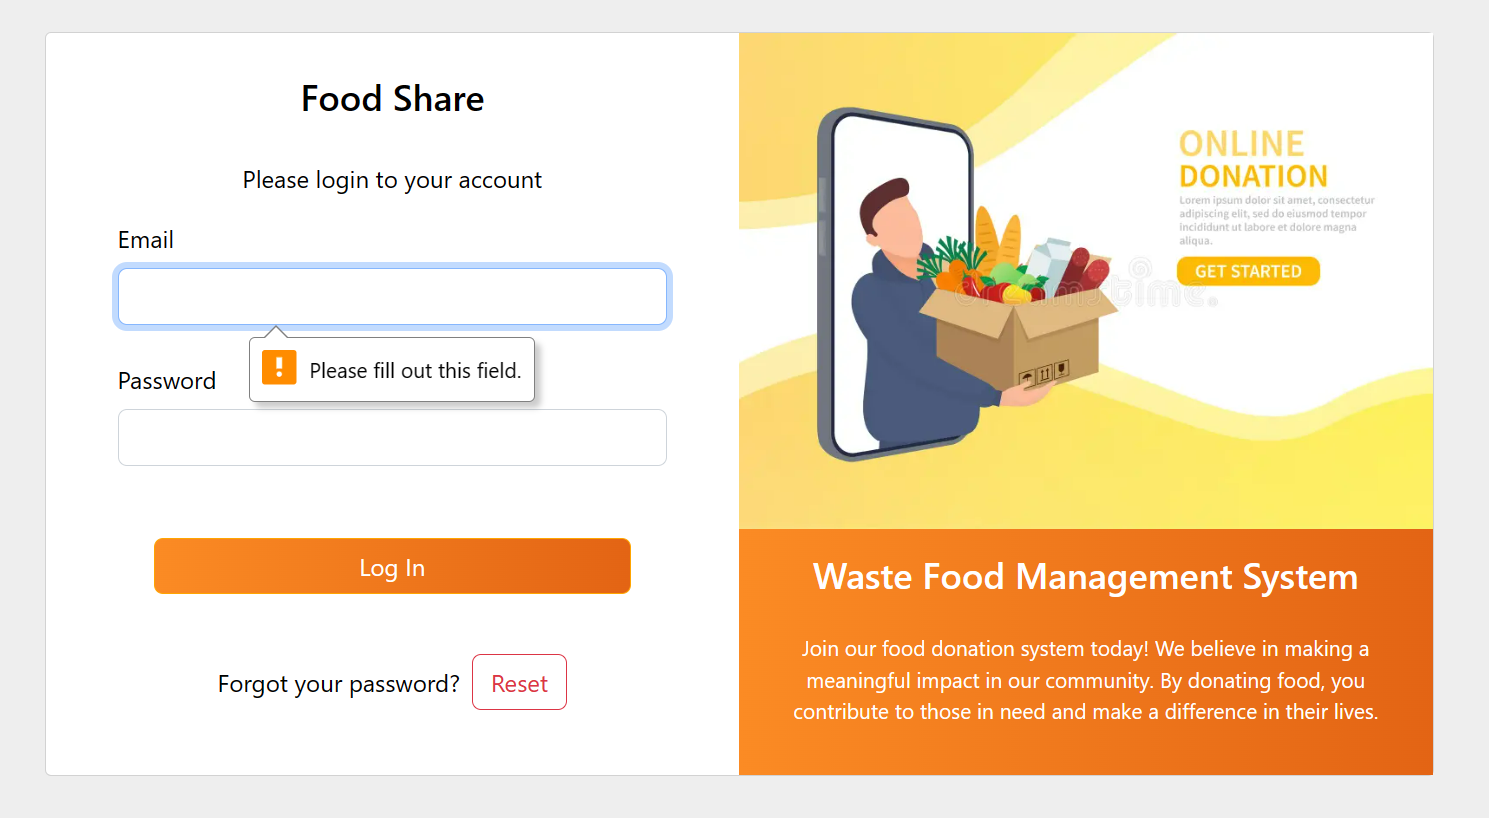 Food Share
Please login to your account
Email
Please fill out this field.
Password
Log In
Forgot your password? Reset
ONLINE
DONATION
Lorem ipsum dolor sit amet, consectetur
adipiscing elit, sed do eiusmod tempor
incididunt ut labore et dolore magna
aliqua.
GET STARTED
Waste Food Management System
Join our food donation system today! We believe in making a
meaningful impact in our community. By donating food, you
contribute to those in need and make a difference in their lives.